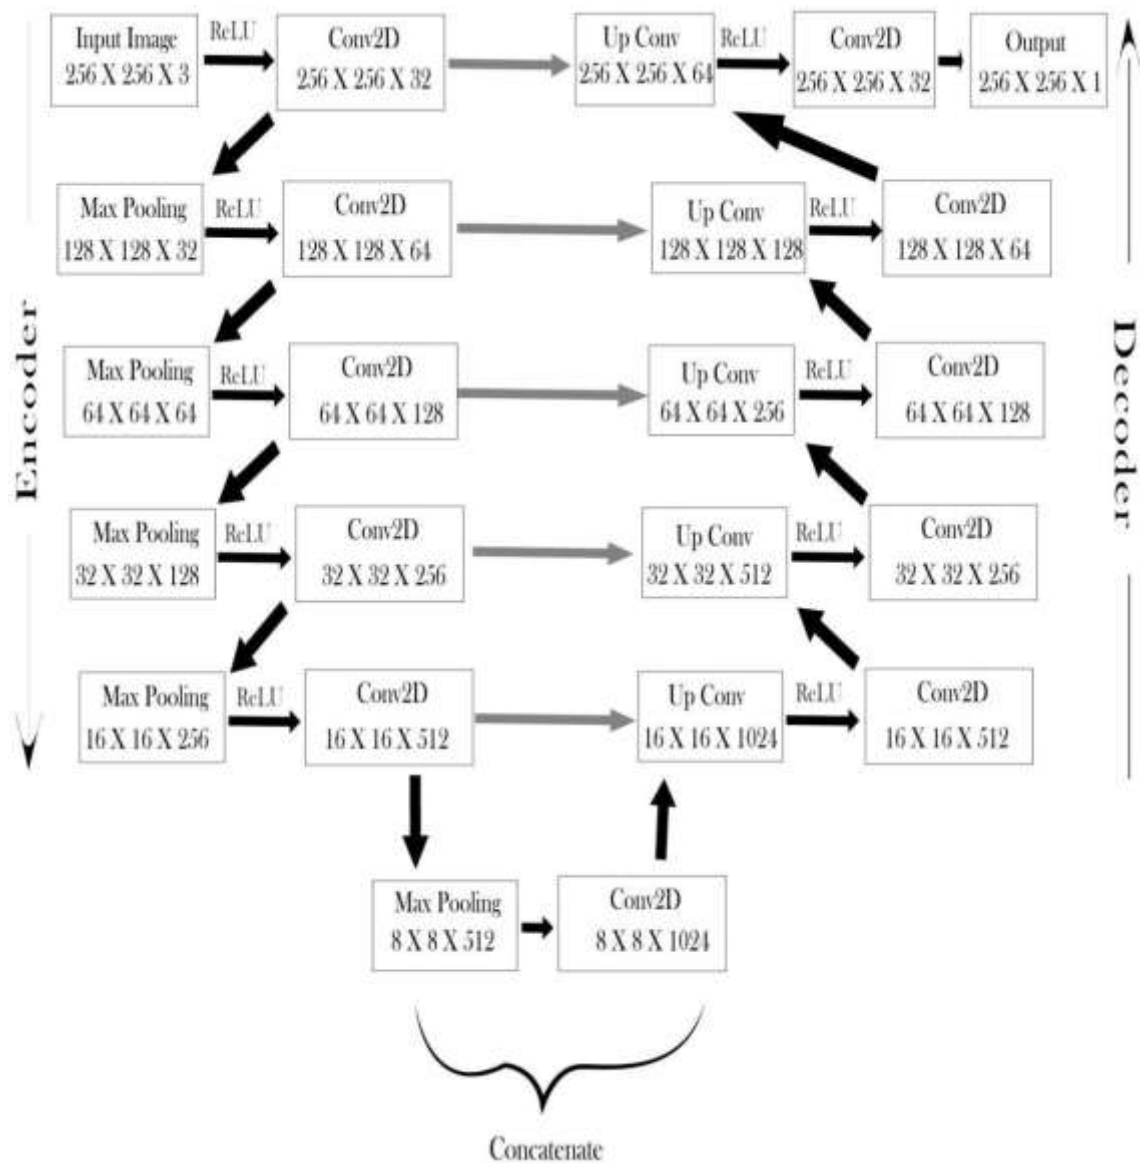 Input Image
256 X 256 X 3
ReLU
Conv2D
256 X 256 X 32
Up Conv
256 X 256 X 64
ReLU
Conv2D
256 X 256 X 32
Output
256 X 256 X 1
Max Pooling
128 X 128 X 32
ReLU
Conv2D
128 X 128 X 64
Up Conv
128 X 128 X 128
ReLU
Conv2D
128 X 128 X 64
Encoder
Decoder
Max Pooling
64 X 64 X 64
ReLU
Conv2D
64 X 64 X 128
Up Conv
64 X 64 X 256
ReLU
Conv2D
64 X 64 X 128
Max Pooling
32 X 32 X 128
ReLU
Conv2D
32 X 32 X 256
Up Conv
32 X 32 X 512
ReLU
Conv2D
32 X 32 X 256
Max Pooling
16 X 16 X 256
ReLU
Conv2D
16 X 16 X 512
Up Conv
16 X 16 X 1024
ReLU
Conv2D
16 X 16 X 512
Max Pooling
8 X 8 X 512
Conv2D
8 X 8 X 1024
Concatenate